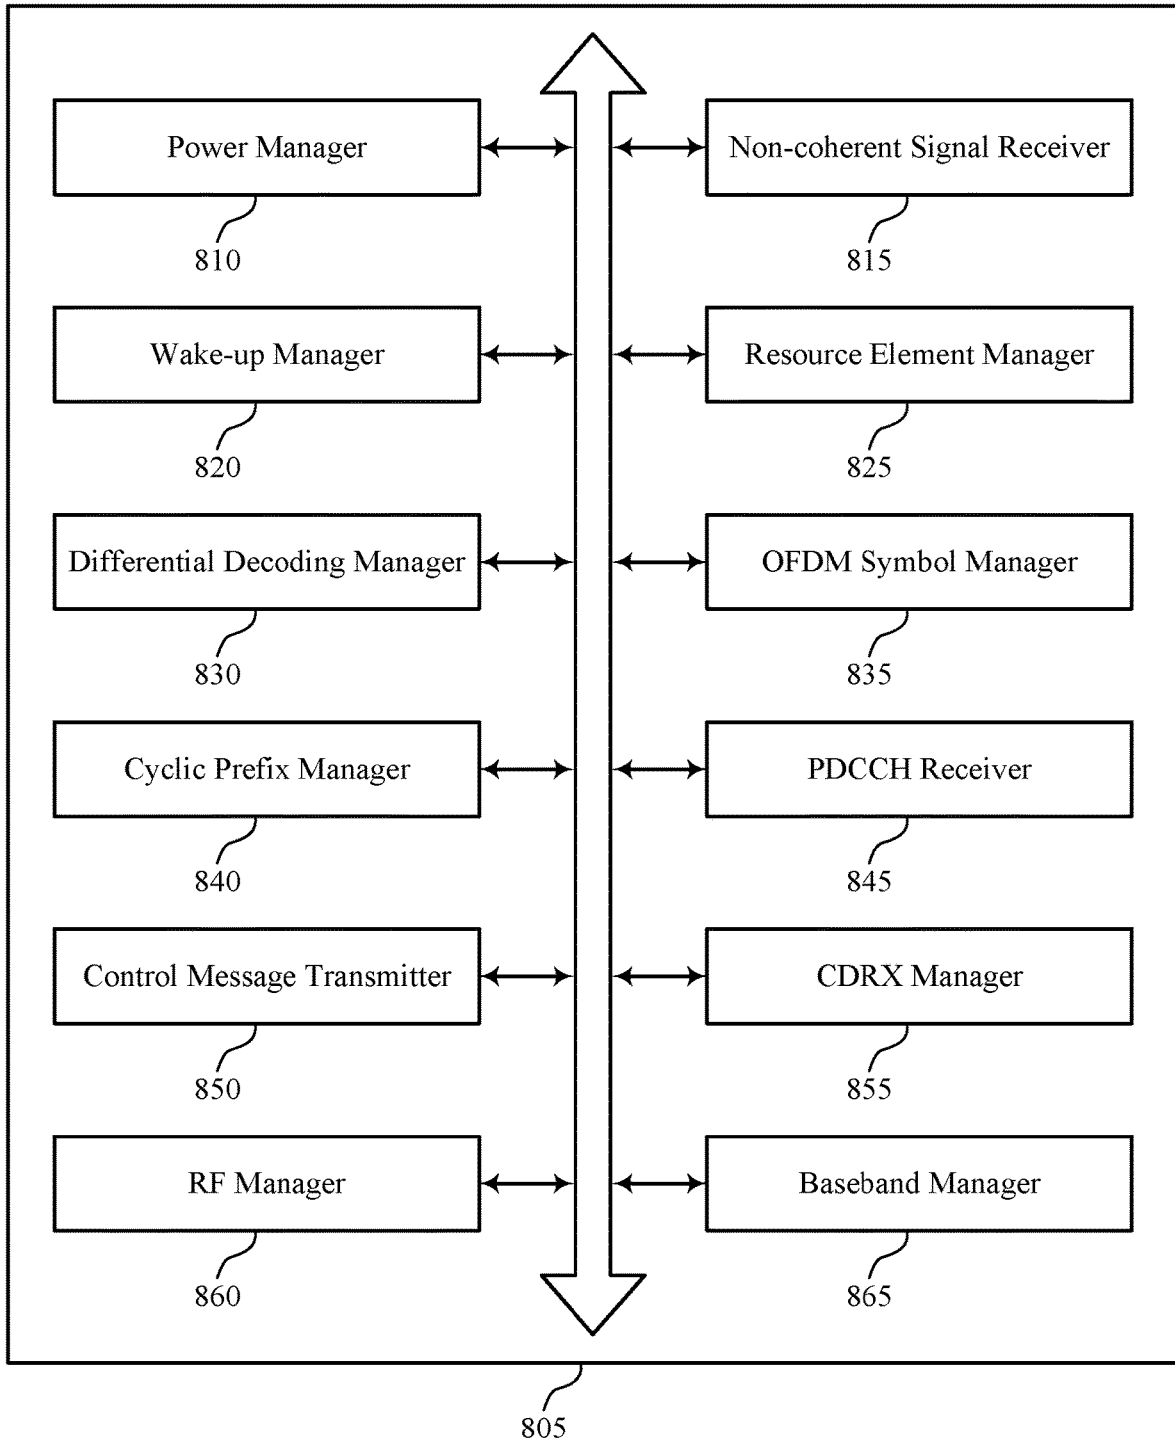 Power Manager
Non-coherent Signal Receiver
810
815
Wake-up Manager
Resource Element Manager
820
825
Differential Decoding Manager
OFDM Symbol Manager
830
835
Cyclic Prefix Manager
PDCCH Receiver
840
845
Control Message Transmitter
CDRX Manager
850
855
RF Manager
Baseband Manager
860
865
805